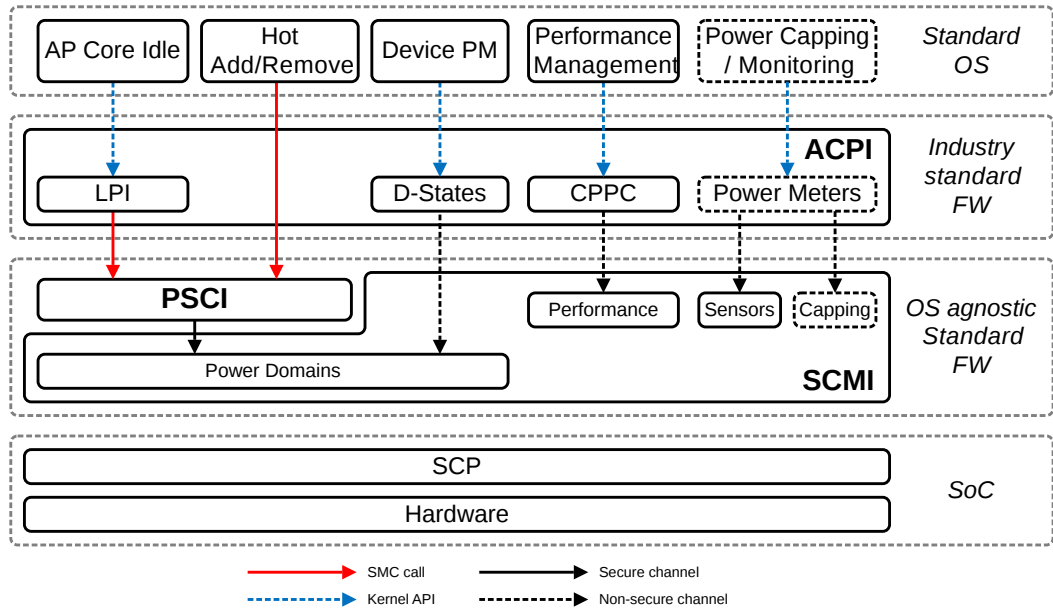 AP Core Idle
Hot
Add/Remove
Device PM
Performance
Management
Power Capping
/ Monitoring
Standard
OS
ACPI
LPI
D-States
CPPC
Power Meters
Industry
standard
FW
PSCI
Performance
Sensors
Capping
Power Domains
SCMI
OS agnostic
Standard
FW
SCP
Hardware
SoC
SMC call
Secure channel
Kernel API
Non-secure channel